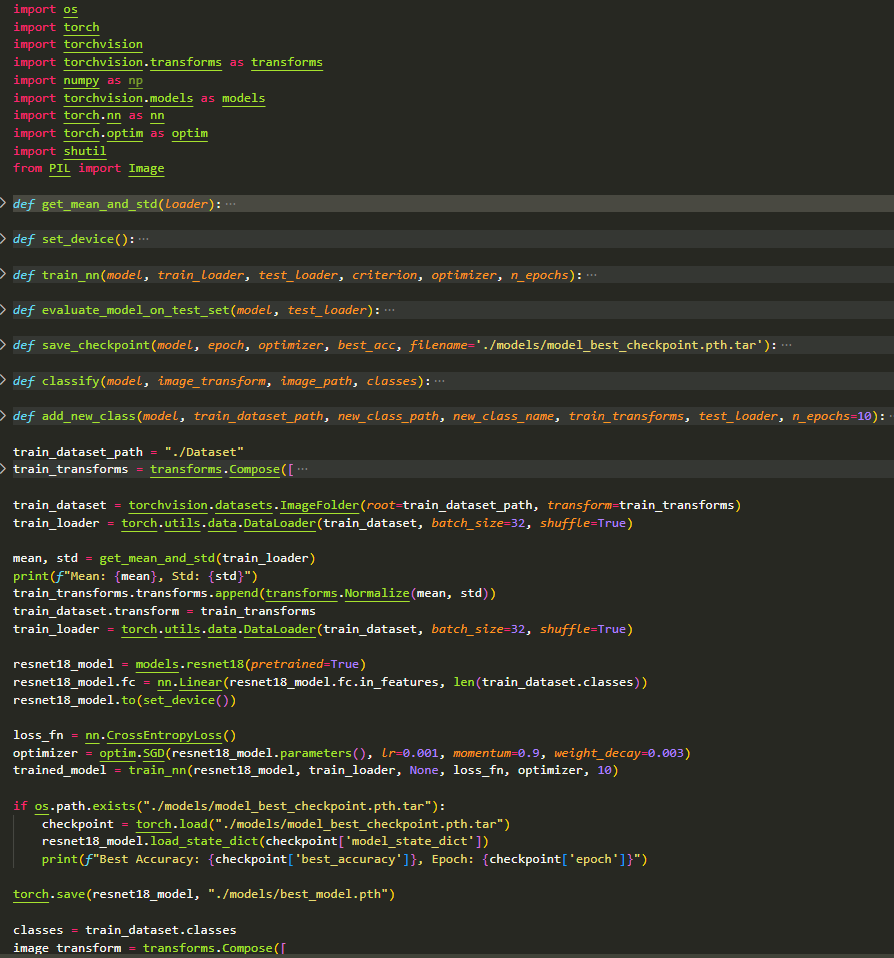 import os
import torch
import torchvision
import torchvision.transforms as transforms
import numpy as np
import torchvision.models as models
import torch.nn as nn
import torch.optim as optim
import shutil
from PIL import Image
def get_mean_and_std(loader): ···
def set_device(): ···
def train_nn(model, train_loader, test_loader, criterion, optimizer, n_epochs): ···
def evaluate_model_on_test_set(model, test_loader): ···
def save_checkpoint(model, epoch, optimizer, best_acc, filename='./models/model_best_checkpoint.pth.tar'): ···
def classify(model, image_transform, image_path, classes): ···
def add_new_class(model, train_dataset_path, new_class_path, new_class_name, train_transforms, test_loader, n_epochs=10): ·
train_dataset_path = "./Dataset"
train_transforms = transforms.Compose([ ···
train_dataset = torchvision.datasets.ImageFolder(root=train_dataset_path, transform=train_transforms)
train_loader = torch.utils.data.DataLoader(train_dataset, batch_size=32, shuffle=True)
mean, std = get_mean_and_std(train_loader)
print(f"Mean: {mean}, Std: {std}")
train_transforms.transforms.append(transforms.Normalize(mean, std))
train_dataset.transform = train_transforms
train_loader = torch.utils.data.DataLoader(train_dataset, batch_size=32, shuffle=True)
resnet18_model = models.resnet18(pretrained=True)
resnet18_model.fc = nn.Linear(resnet18_model.fc.in_features, len(train_dataset.classes))
resnet18_model.to(set_device())
loss_fn = nn.CrossEntropyLoss()
optimizer = optim.SGD(resnet18_model.parameters(), lr=0.001, momentum=0.9, weight_decay=0.003)
trained_model = train_nn(resnet18_model, train_loader, None, loss_fn, optimizer, 10)
if os.path.exists("./models/model_best_checkpoint.pth.tar"):
    checkpoint = torch.load("./models/model_best_checkpoint.pth.tar")
    resnet18_model.load_state_dict(checkpoint['model_state_dict'])
    print(f"Best Accuracy: {checkpoint['best_accuracy']}, Epoch: {checkpoint['epoch']}")
torch.save(resnet18_model, "./models/best_model.pth")
classes = train_dataset.classes
image_transform = transforms.Compose([